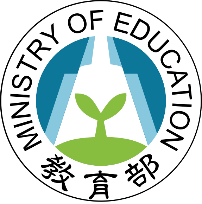 MINISTRY OF EDUCATION
教育部